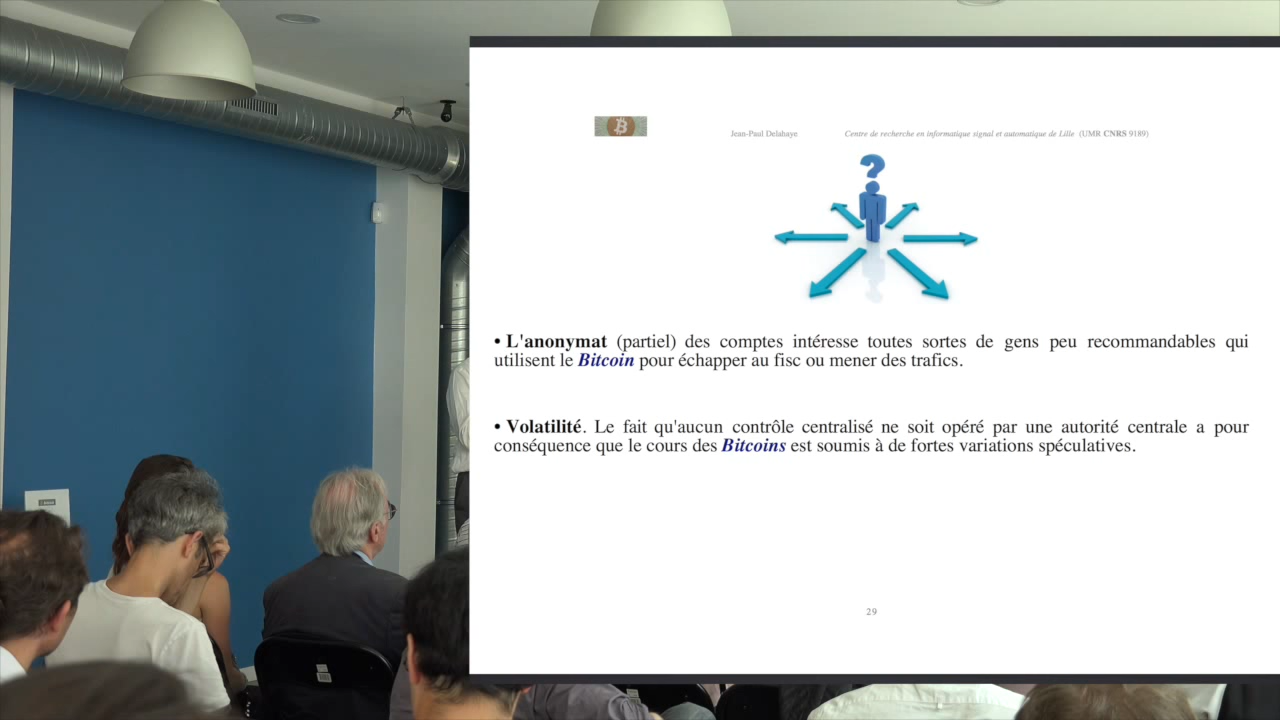 Jean-Paul Delahaye Centre de recherche en informatique signal et automatique de Lille (UMR CNRS 9189)
• L'anonymat (partiel) des comptes intéresse toutes sortes de gens peu recommandables qui
utilisent le Bitcoin pour échapper au fisc ou mener des trafics.
• Volatilité. Le fait qu'aucun contrôle centralisé ne soit opéré par une autorité centrale a pour
conséquence que le cours des Bitcoins est soumis à de fortes variations spéculatives.
29